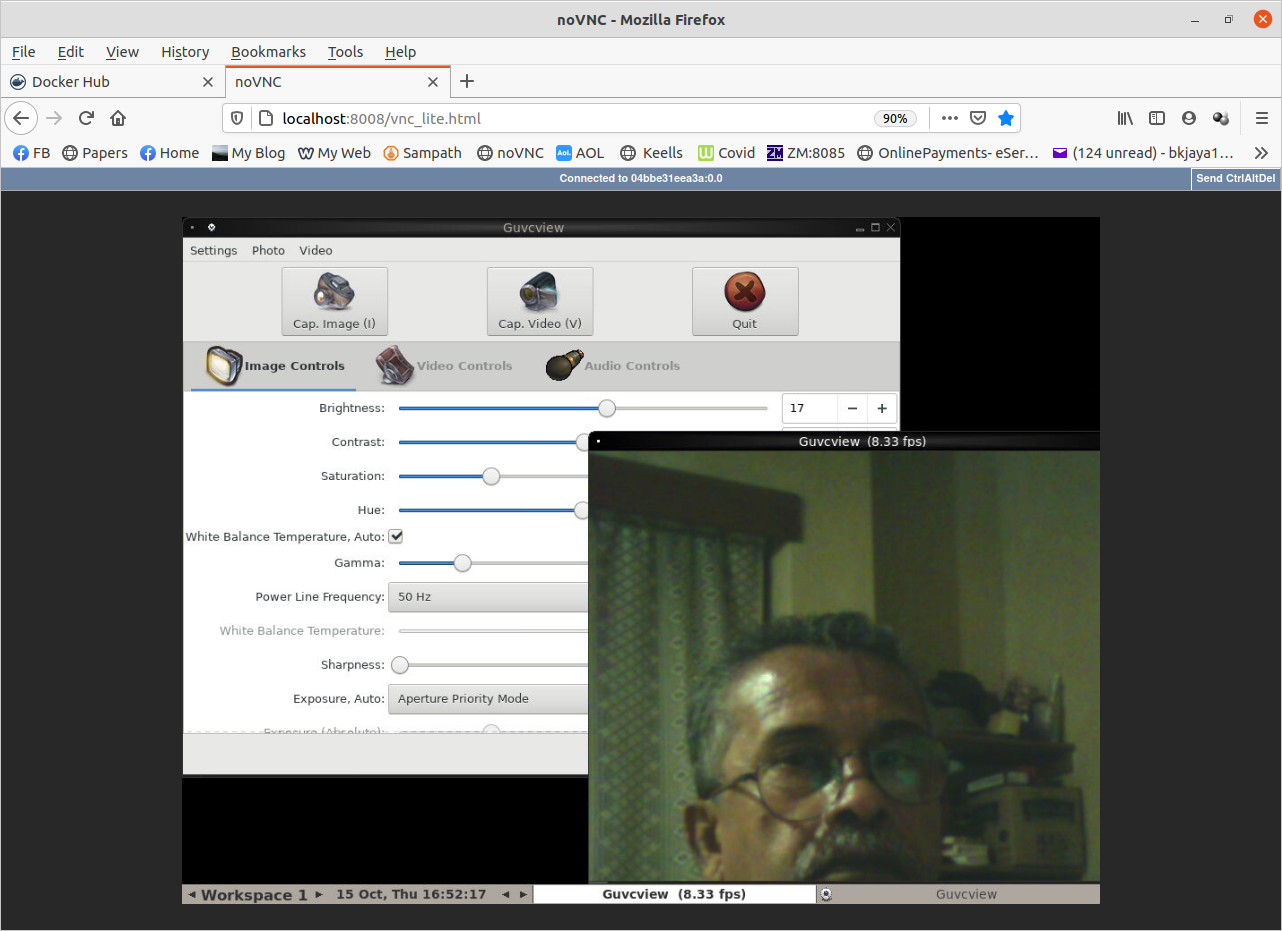 noVNC - Mozilla Firefox
File Edit View History Bookmarks Tools Help
Docker Hub noVNC
localhost:8008/vnc_lite.html 90%
FB Papers Home My Blog My Web Sampath noVNC AOL Keells Covid ZM:8085 OnlinePayments- eSer… (124 unread) - bkjaya1…
Connected to 04bbe31eea3a:0.0 Send CtrlAltDel
Guvcview
Settings Photo Video
Cap. Image (I) Cap. Video (V) Quit
Image Controls Video Controls Audio Controls
Brightness: 17
Contrast:
Guvcview (8.33 fps)
Saturation:
Hue:
White Balance Temperature, Auto:
Gamma:
Power Line Frequency: 50 Hz
White Balance Temperature:
Sharpness:
Exposure, Auto: Aperture Priority Mode
Exposure (Absolute):
Workspace 1 15 Oct, Thu 16:52:17 Guvcview (8.33 fps) Guvcview